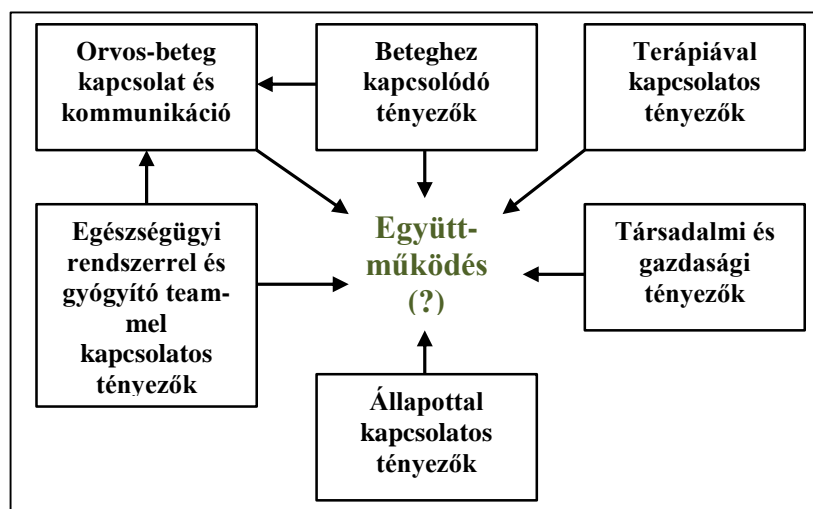 Orvos-beteg
kapcsolat és
kommunikáció
Beteghez
kapcsolódó
tényezők
Terápiával
kapcsolatos
tényezők
Egészségügyi
rendszerrel és
gyógyító team-
mel
kapcsolatos
tényezők
Együtt-
működés
(?)
Társadalmi és
gazdasági
tényezők
Állapottal
kapcsolatos
tényezők